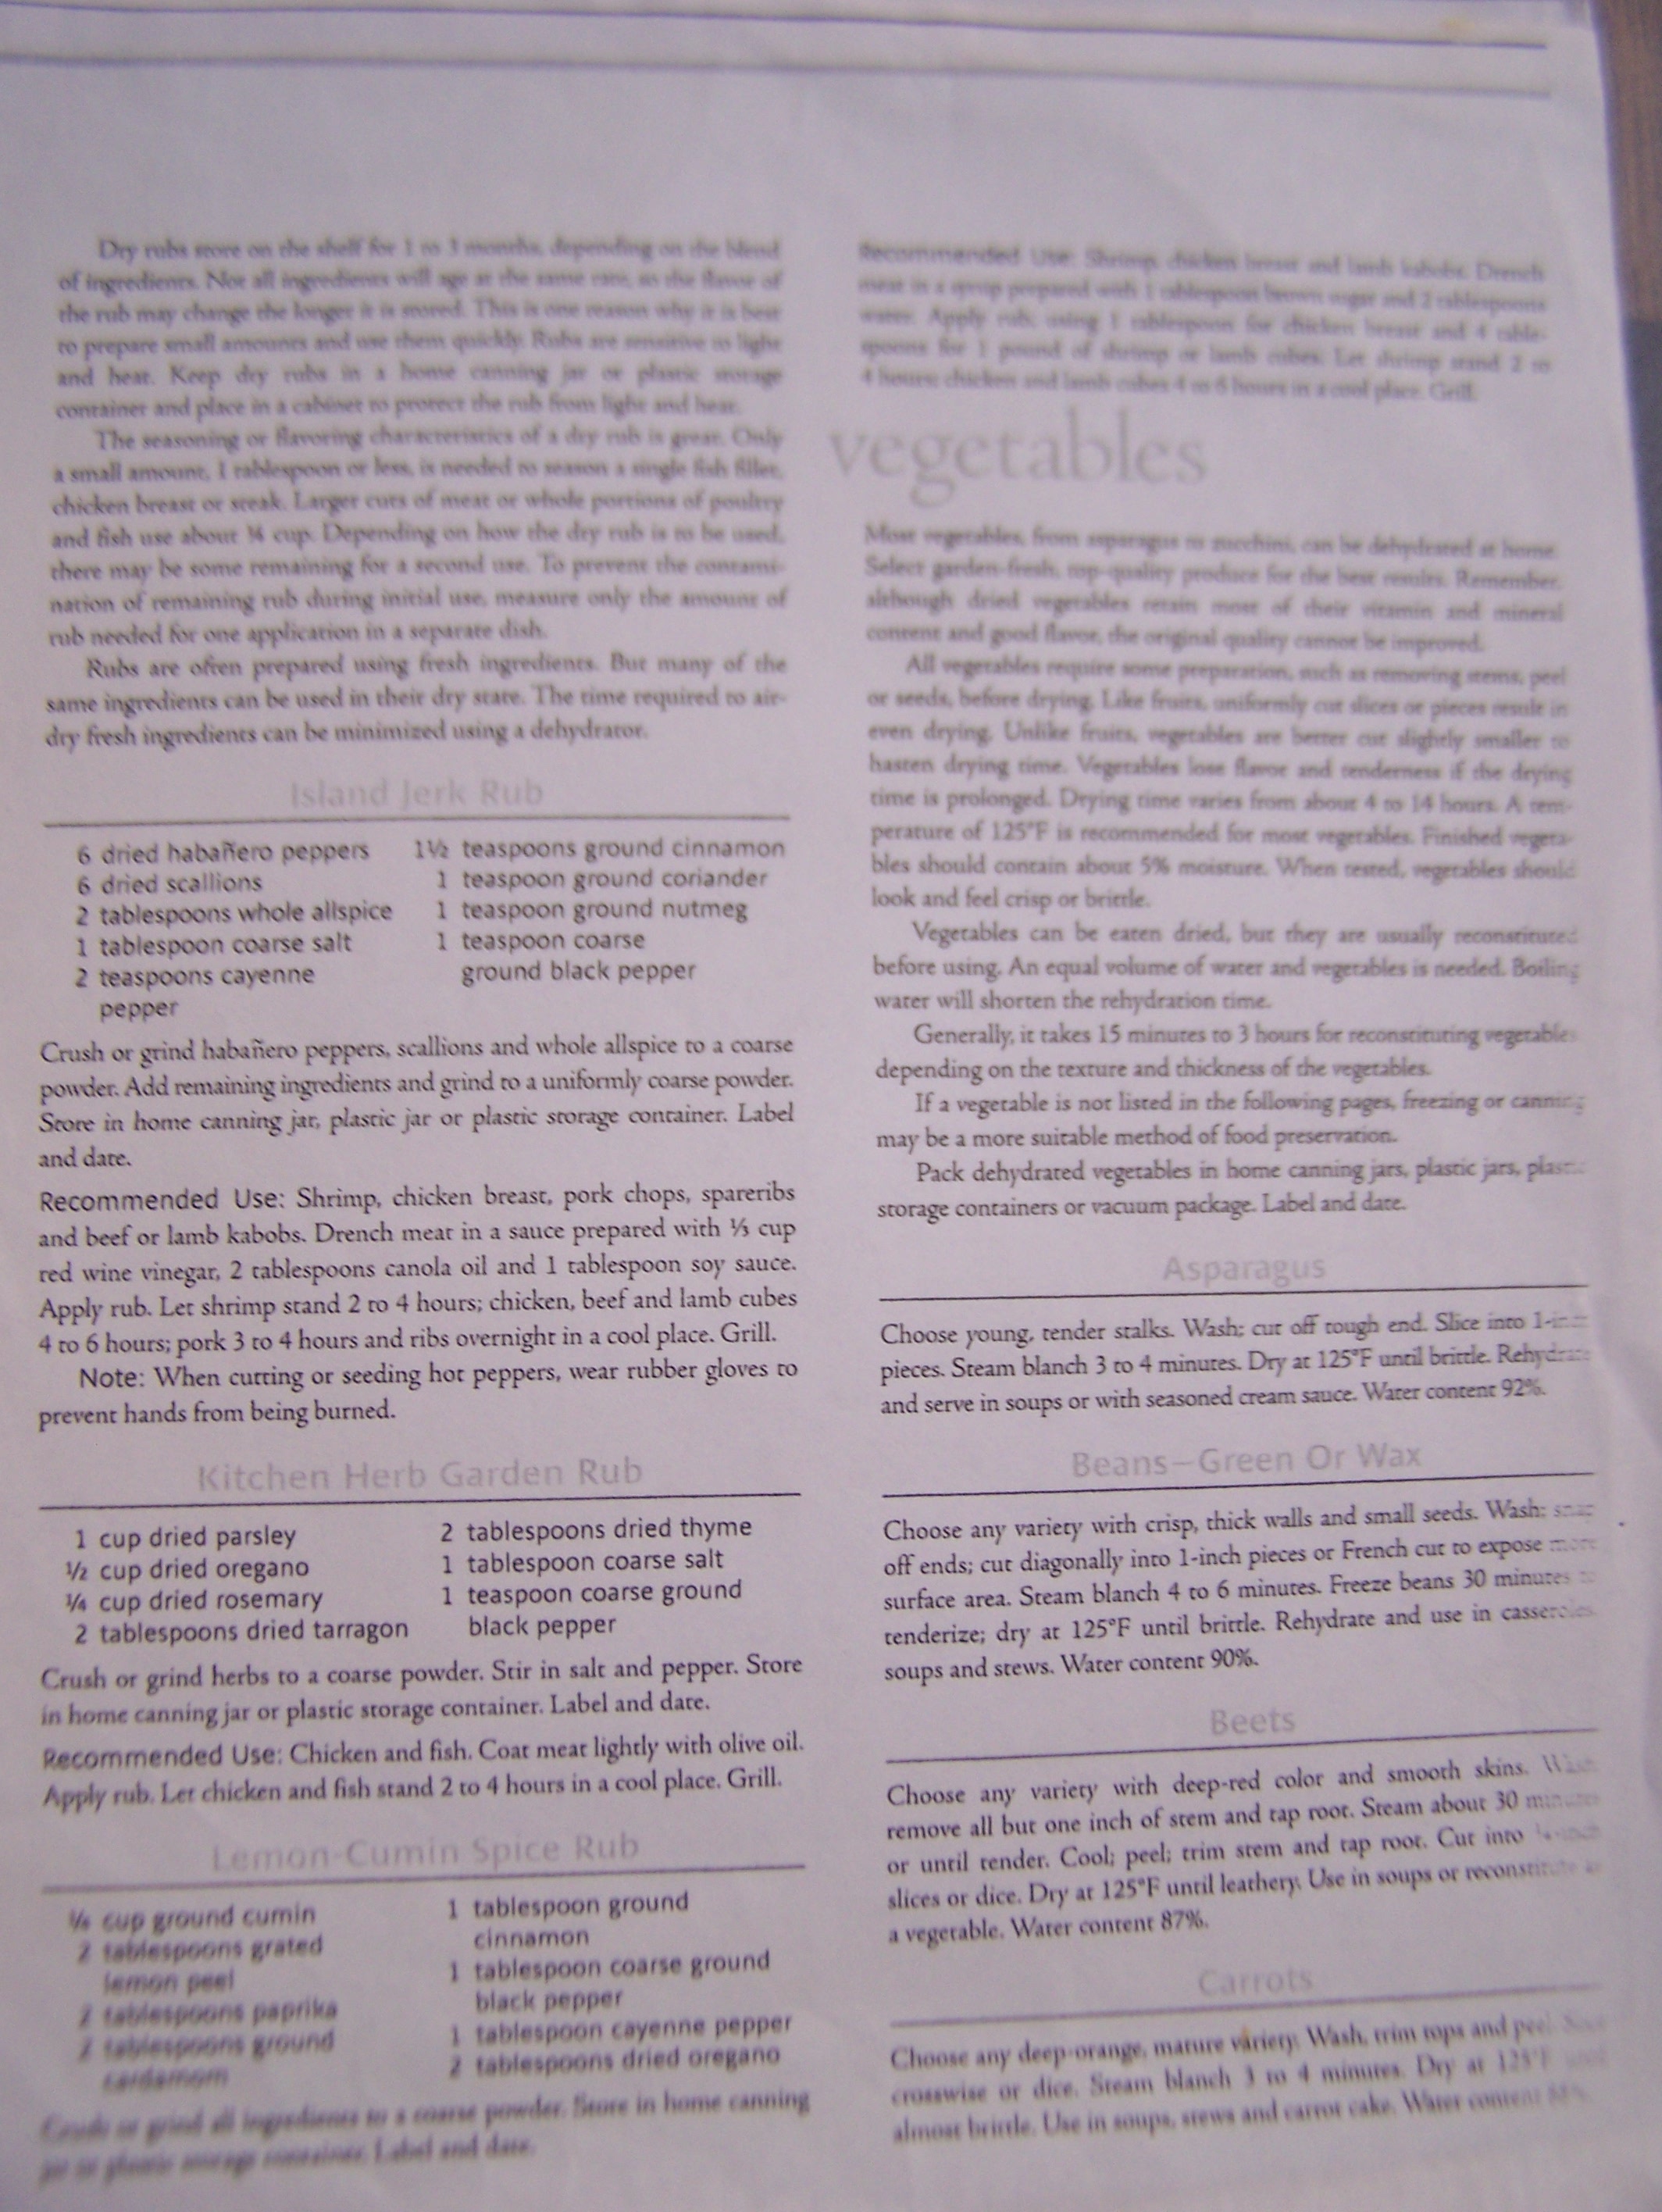 Dry rubs store on the shelf for 1 to 3 months, depending on the blend
of ingredients. Not all ingredients will age at the same rate, so the flavor of
the rub may change the longer it is stored. This is one reason why it is best
to prepare small amounts and use them quickly. Rubs are sensitive to light
and heat. Keep dry rubs in a home canning jar or plastic storage
container and place in a cabinet to protect the rub from light and heat.
The seasoning or flavoring characteristics of a dry rub is great. Only
a small amount, 1 tablespoon or less, is needed to season a single fish fillet,
chicken breast or steak. Larger cuts of meat or whole portions of poultry
and fish use about ¼ cup. Depending on how the dry rub is to be used,
there may be some remaining for a second use. To prevent the contami-
nation of remaining rub during initial use, measure only the amount of
rub needed for one application in a separate dish.
Rubs are often prepared using fresh ingredients. But many of the
same ingredients can be used in their dry state. The time required to air-
dry fresh ingredients can be minimized using a dehydrator.
Island Jerk Rub
6 dried habañero peppers
6 dried scallions
2 tablespoons whole allspice
1 tablespoon coarse salt
2 teaspoons cayenne
pepper
1½ teaspoons ground cinnamon
1 teaspoon ground coriander
1 teaspoon ground nutmeg
1 teaspoon coarse
ground black pepper
Crush or grind habañero peppers, scallions and whole allspice to a coarse
powder. Add remaining ingredients and grind to a uniformly coarse powder.
Store in home canning jar, plastic jar or plastic storage container. Label
and date.
Recommended Use: Shrimp, chicken breast, pork chops, spareribs
and beef or lamb kabobs. Drench meat in a sauce prepared with ⅓ cup
red wine vinegar, 2 tablespoons canola oil and 1 tablespoon soy sauce.
Apply rub. Let shrimp stand 2 to 4 hours; chicken, beef and lamb cubes
4 to 6 hours; pork 3 to 4 hours and ribs overnight in a cool place. Grill.
Note: When cutting or seeding hot peppers, wear rubber gloves to
prevent hands from being burned.
Kitchen Herb Garden Rub
1 cup dried parsley
½ cup dried oregano
¼ cup dried rosemary
2 tablespoons dried tarragon
2 tablespoons dried thyme
1 tablespoon coarse salt
1 teaspoon coarse ground
black pepper
Crush or grind herbs to a coarse powder. Stir in salt and pepper. Store
in home canning jar or plastic storage container. Label and date.
Recommended Use: Chicken and fish. Coat meat lightly with olive oil.
Apply rub. Let chicken and fish stand 2 to 4 hours in a cool place. Grill.
Lemon-Cumin Spice Rub
¼ cup ground cumin
2 tablespoons grated
lemon peel
2 tablespoons paprika
2 tablespoons ground
cardamom
1 tablespoon ground
cinnamon
1 tablespoon coarse ground
black pepper
1 tablespoon cayenne pepper
2 tablespoons dried oregano
Crush or grind all ingredients to a coarse powder. Store in home canning
jar or plastic storage container. Label and date.
Recommended Use: Shrimp, chicken breast and lamb kabobs. Drench
meat in a syrup prepared with 1 tablespoon brown sugar and 2 tablespoons
water. Apply rub, using 1 tablespoon for chicken breast and 4 table-
spoons for 1 pound of shrimp or lamb cubes. Let shrimp stand 2 to
4 hours; chicken and lamb cubes 4 to 6 hours in a cool place. Grill.
vegetables
Most vegetables, from asparagus to zucchini, can be dehydrated at home.
Select garden-fresh, top-quality produce for the best results. Remember,
although dried vegetables retain most of their vitamin and mineral
content and good flavor, the original quality cannot be improved.
All vegetables require some preparation, such as removing stems, peel
or seeds, before drying. Like fruits, uniformly cut slices or pieces result in
even drying. Unlike fruits, vegetables are better cut slightly smaller to
hasten drying time. Vegetables lose flavor and tenderness if the drying
time is prolonged. Drying time varies from about 4 to 14 hours. A tem-
perature of 125°F is recommended for most vegetables. Finished vegeta-
bles should contain about 5% moisture. When tested, vegetables should
look and feel crisp or brittle.
Vegetables can be eaten dried, but they are usually reconstituted
before using. An equal volume of water and vegetables is needed. Boiling
water will shorten the rehydration time.
Generally, it takes 15 minutes to 3 hours for reconstituting vegetables
depending on the texture and thickness of the vegetables.
If a vegetable is not listed in the following pages, freezing or canning
may be a more suitable method of food preservation.
Pack dehydrated vegetables in home canning jars, plastic jars, plastic
storage containers or vacuum package. Label and date.
Asparagus
Choose young, tender stalks. Wash; cut off tough end. Slice into 1-inch
pieces. Steam blanch 3 to 4 minutes. Dry at 125°F until brittle. Rehydrate
and serve in soups or with seasoned cream sauce. Water content 92%.
Beans—Green Or Wax
Choose any variety with crisp, thick walls and small seeds. Wash; snap
off ends; cut diagonally into 1-inch pieces or French cut to expose more
surface area. Steam blanch 4 to 6 minutes. Freeze beans 30 minutes to
tenderize; dry at 125°F until brittle. Rehydrate and use in casseroles,
soups and stews. Water content 90%.
Beets
Choose any variety with deep-red color and smooth skins. Wash;
remove all but one inch of stem and tap root. Steam about 30 minutes
or until tender. Cool; peel; trim stem and tap root. Cut into ¼-inch
slices or dice. Dry at 125°F until leathery. Use in soups or reconstitute as
a vegetable. Water content 87%.
Carrots
Choose any deep-orange, mature variety. Wash, trim tops and peel. Slice
crosswise or dice. Steam blanch 3 to 4 minutes. Dry at 125°F until
almost brittle. Use in soups, stews and carrot cake. Water content